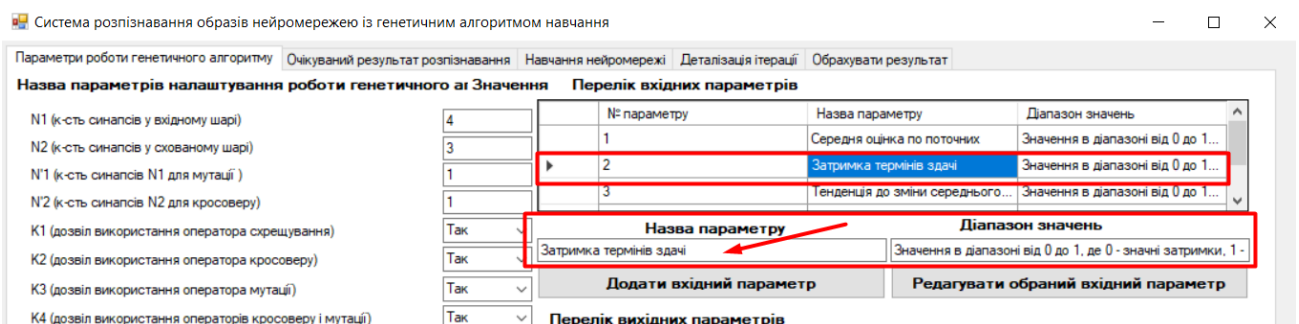 Система розпізнавання образів нейромережею із генетичним алгоритмом навчання
Параметри роботи генетичного алгоритму Очікуваний результат розпізнавання Навчання нейромережі Деталізація ітерації Обрахувати результат
Назва параметрів налаштування роботи генетичного аг Значення Перелік вхідних параметрів
№ параметру Назва параметру Діапазон значень
N1 (к-сть синапсів у вхідному шарі) 4
1 Середня оцінка по поточних Значення в діапазоні від 0 до 1...
N2 (к-сть синапсів у схованому шарі) 3
2 Затримка термінів здачі Значення в діапазоні від 0 до 1...
N'1 (к-сть синапсів N1 для мутації ) 1
3 Тенденція до зміни середнього... Значення в діапазоні від 0 до 1...
N'2 (к-сть синапсів N2 для кросоверу) 1
K1 (дозвіл використання оператора схрещування) Так
Назва параметру Діапазон значень
Затримка термінів здачі Значення в діапазоні від 0 до 1, де 0 - значні затримки, 1 -
K2 (дозвіл використання оператора кросоверу) Так
K3 (дозвіл використання оператора мутації) Так
Додати вхідний параметр Редагувати обраний вхідний параметр
K4 (дозвіл використання операторів кросоверу і мутації) Так
Перелік вихідних параметрів